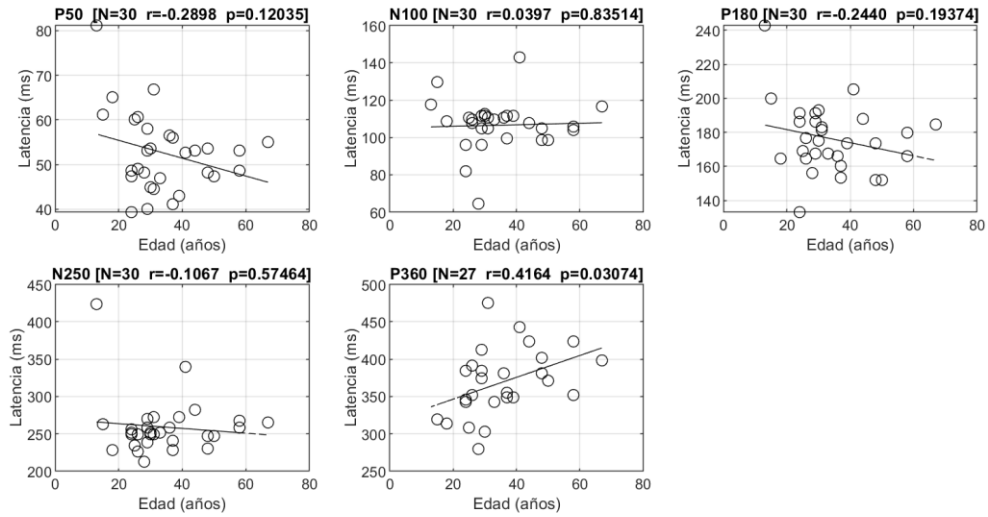 P50 [N=30 r=-0.2898 p=0.12035]
80
70
60
50
40
0 20 40 60 80
Latencia (ms)
Edad (años)
N100 [N=30 r=0.0397 p=0.83514]
160
140
120
100
80
60
0 20 40 60 80
Latencia (ms)
Edad (años)
P180 [N=30 r=-0.2440 p=0.19374]
240
220
200
180
160
140
0 20 40 60 80
Latencia (ms)
Edad (años)
N250 [N=30 r=-0.1067 p=0.57464]
450
400
350
300
250
200
0 20 40 60 80
Latencia (ms)
Edad (años)
P360 [N=27 r=0.4164 p=0.03074]
500
450
400
350
300
250
0 20 40 60 80
Latencia (ms)
Edad (años)